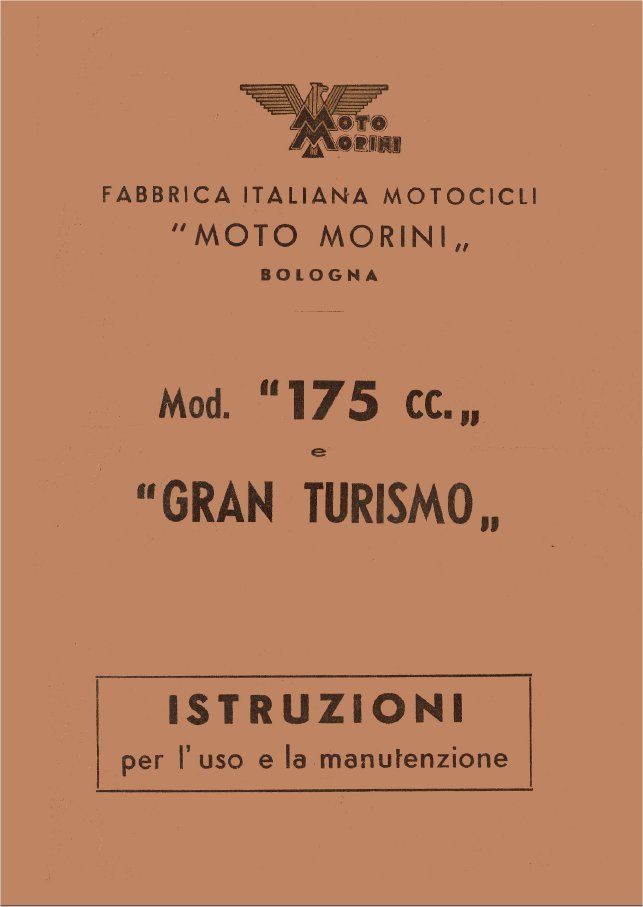 MOTO
MORINI
FABBRICA ITALIANA MOTOCICLI
"MOTO MORINI„
BOLOGNA
Mod. "175 cc.„
e
"GRAN TURISMO„
ISTRUZIONI
per l'uso e la manutenzione